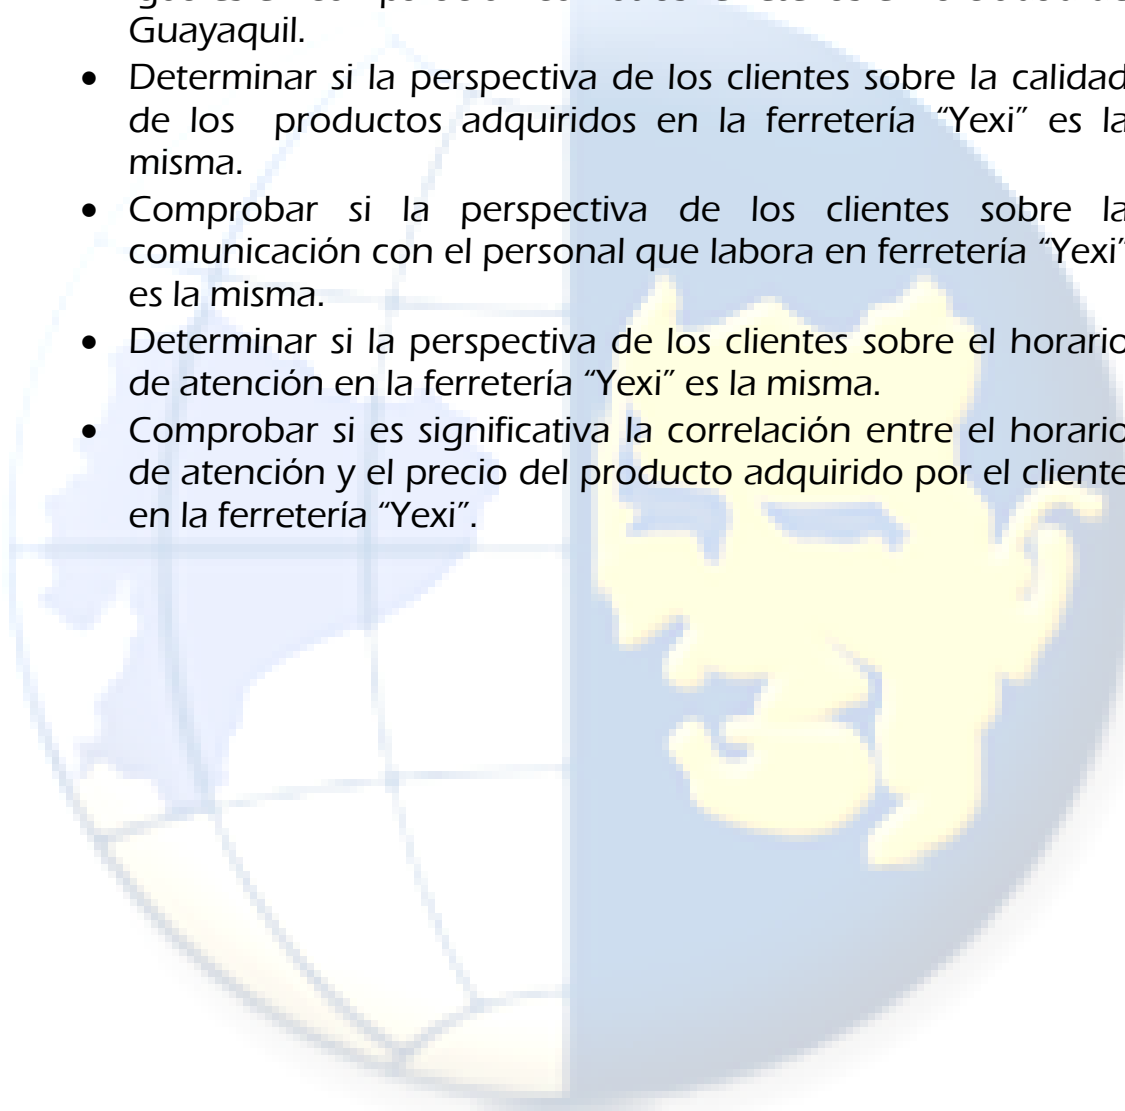 Guayaquil.
• Determinar si la perspectiva de los clientes sobre la calidad
de los productos adquiridos en la ferretería “Yexi” es la
misma.
• Comprobar si la perspectiva de los clientes sobre la
comunicación con el personal que labora en ferretería “Yexi”
es la misma.
• Determinar si la perspectiva de los clientes sobre el horario
de atención en la ferretería “Yexi” es la misma.
• Comprobar si es significativa la correlación entre el horario
de atención y el precio del producto adquirido por el cliente
en la ferretería “Yexi”.